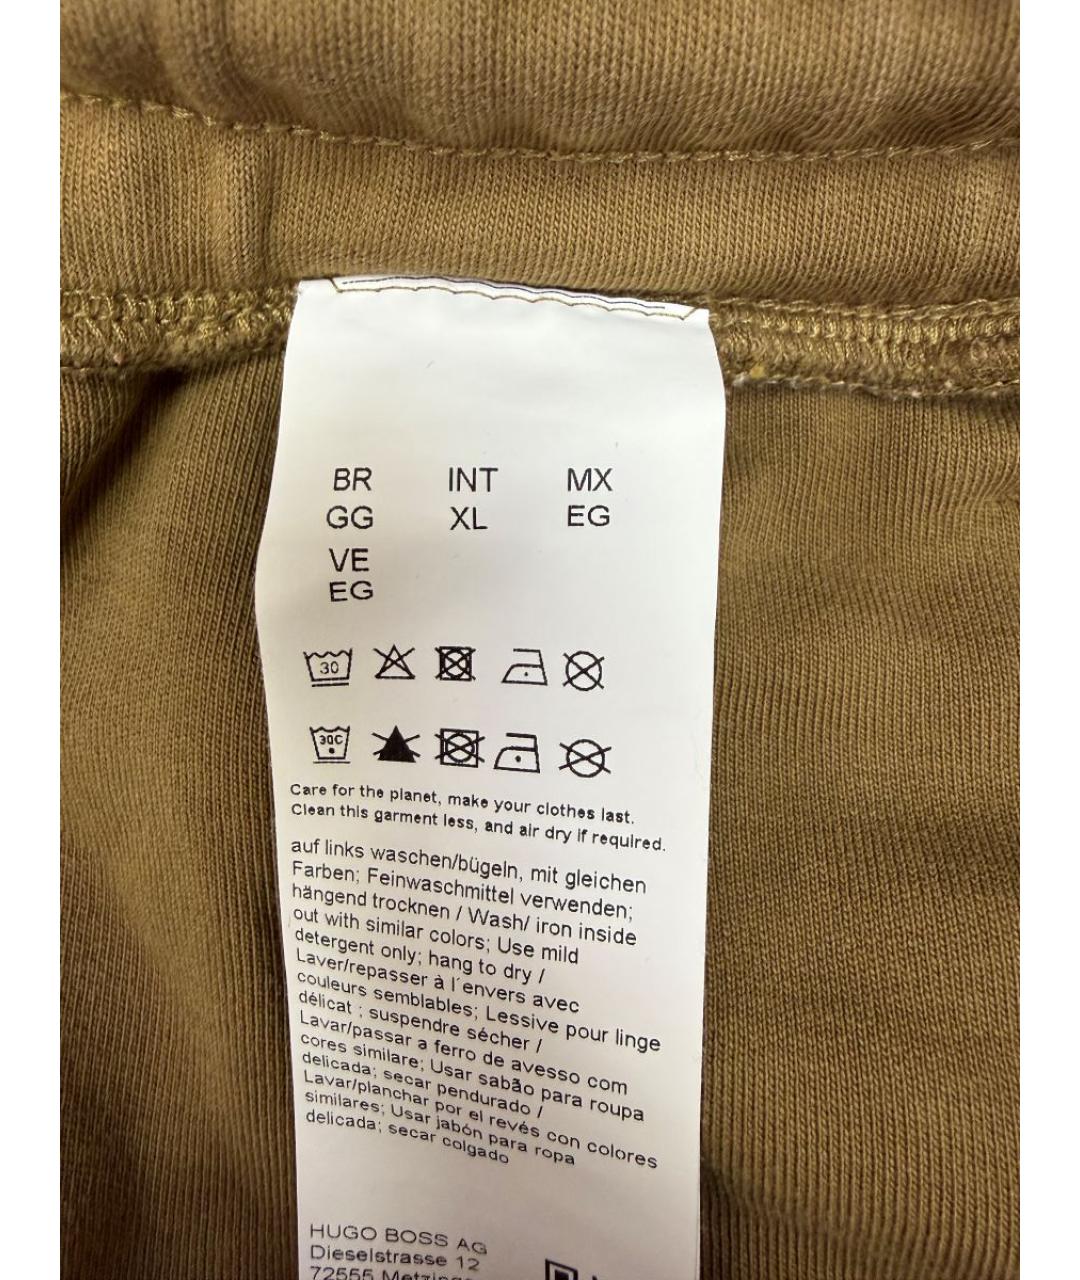 BR INT MX
GG XL EG
VE
EG
30
30C
Care for the planet, make your clothes last.
Clean this garment less, and air dry if required.
auf links waschen/bügeln, mit gleichen
Farben; Feinwaschmittel verwenden;
hängend trocknen / Wash/ iron inside
out with similar colors; Use mild
detergent only; hang to dry /
Laver/repasser à l´envers avec
couleurs semblables; Lessive pour linge
délicat ; suspendre sécher /
Lavar/passar a ferro de avesso com
cores similare; Usar sabão para roupa
delicada; secar pendurado /
Lavar/planchar por el revés con colores
similares; Usar jabón para ropa
delicada; secar colgado
HUGO BOSS AG
Dieselstrasse 12
72555